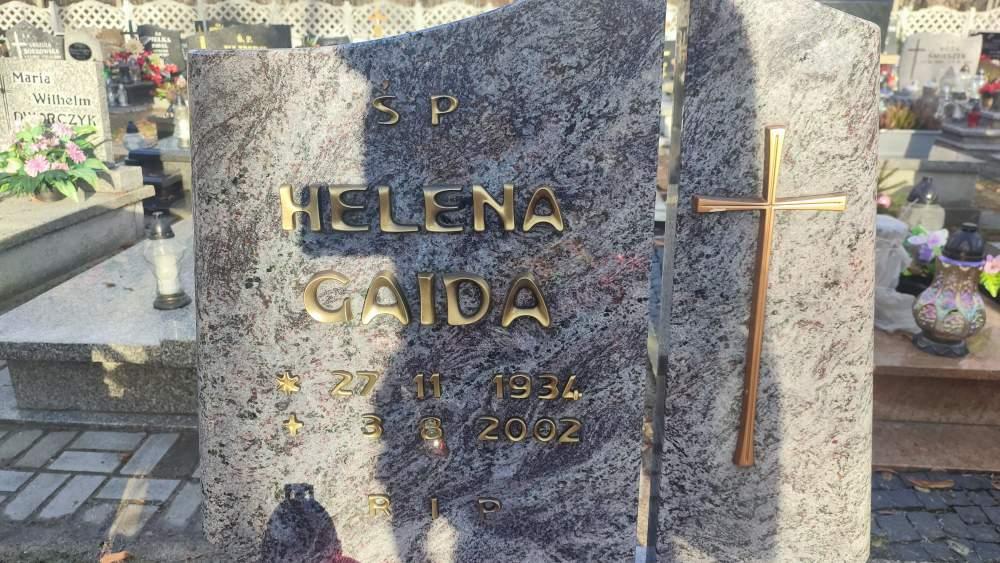 Ś P
HELENA
GAIDA
* 27 11 1934
+ 3 8 2002
R I P
Maria
Wilhelm
DWORCZYK